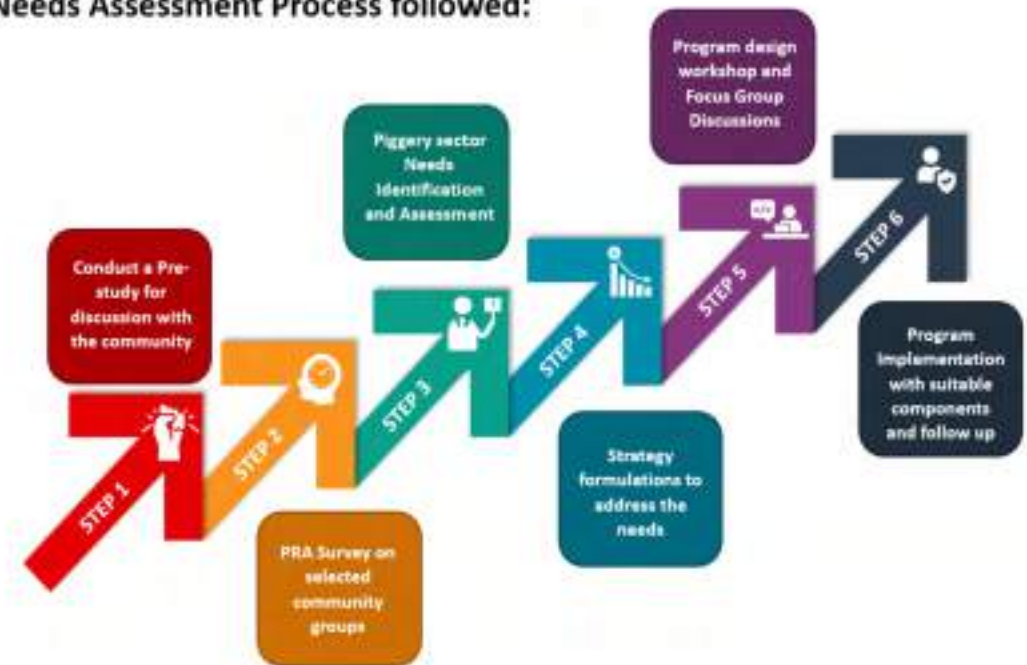 Needs Assessment Process followed:
Conduct a Pre-
study for
discussion with
the community
STEP 1
PRA Survey on
selected
community
groups
STEP 2
Piggery sector
Needs
Identification
and Assessment
STEP 3
Strategy
formulations to
address the
needs
STEP 4
Program design
workshop and
Focus Group
Discussions
STEP 5
Program
Implementation
with suitable
components
and follow up
STEP 6